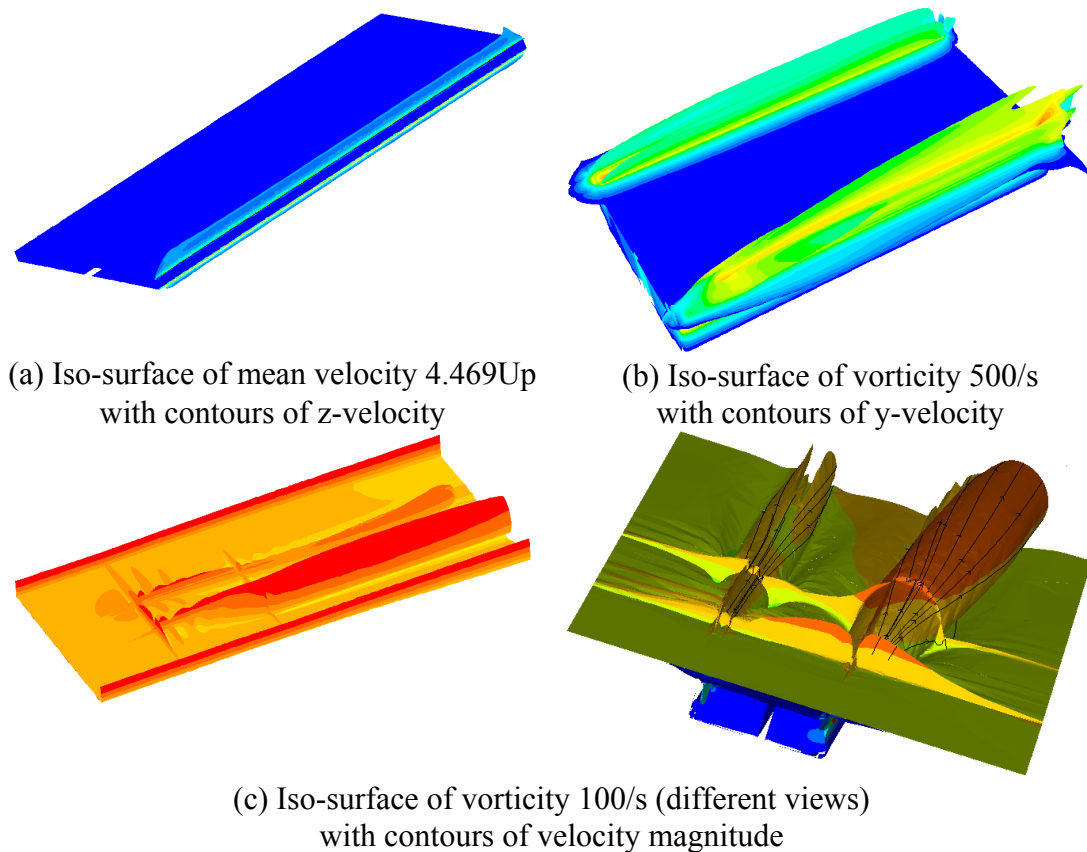 (a) Iso-surface of mean velocity 4.469Up
with contours of z-velocity
(b) Iso-surface of vorticity 500/s
with contours of y-velocity
(c) Iso-surface of vorticity 100/s (different views)
with contours of velocity magnitude